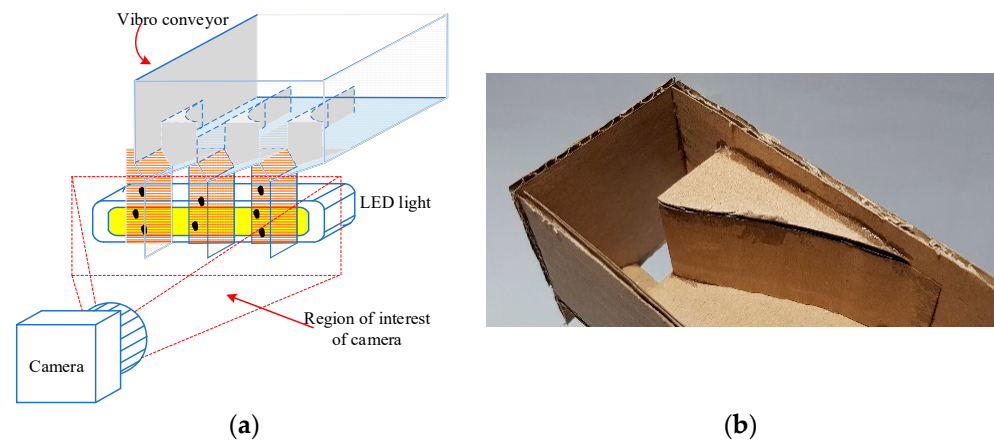 Vibro conveyor
LED light
Region of interest
of camera
Camera
(a)
(b)